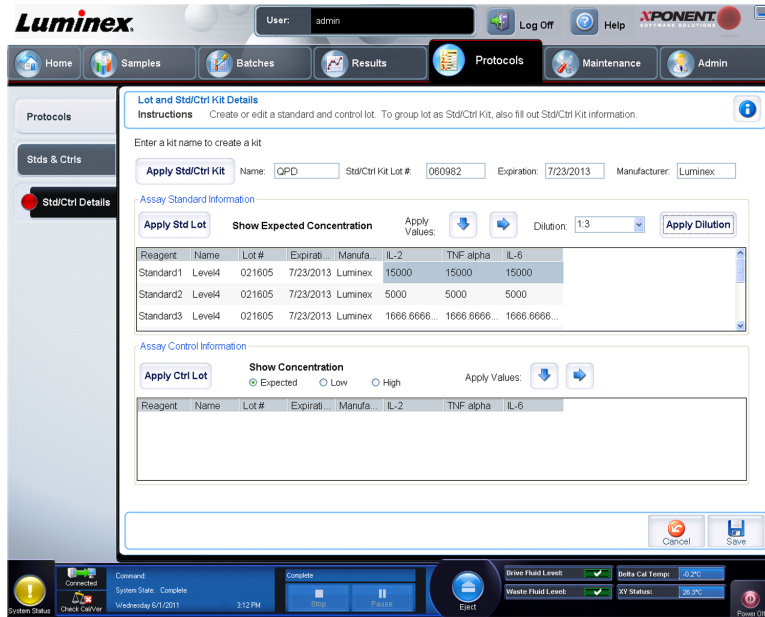 Luminex.
User: admin
Log Off
Help
XPONENT.
SOFTWARE SOLUTIONS
Home
Samples
Batches
Results
Protocols
Maintenance
Admin
Protocols
Stds & Ctrls
Std/Ctrl Details
Lot and Std/Ctrl Kit Details
Instructions Create or edit a standard and control lot. To group lot as Std/Ctrl Kit, also fill out Std/Ctrl Kit information.
Enter a kit name to create a kit
Apply Std/Ctrl Kit Name: QPD Std/Ctrl Kit Lot #: 060982 Expiration: 7/23/2013 Manufacturer: Luminex
Assay Standard Information
Apply Std Lot Show Expected Concentration Apply Values: Dilution: 1:3 Apply Dilution
Reagent Name Lot # Expirati... Manufa... IL-2 TNF alpha IL-6
Standard1 Level4 021605 7/23/2013 Luminex 15000 15000 15000
Standard2 Level4 021605 7/23/2013 Luminex 5000 5000 5000
Standard3 Level4 021605 7/23/2013 Luminex 1666.6666... 1666.6666... 1666.6666...
Assay Control Information
Apply Ctrl Lot Show Concentration
Expected Low High Apply Values:
Reagent Name Lot # Expirati... Manufa... IL-2 TNF alpha IL-6
Cancel
Save
System Status
Connected
Check Cal/Ver
Command:
System State: Complete
Wednesday 6/1/2011 3:12 PM
Complete
Stop
Pause
Eject
Drive Fluid Level:
Waste Fluid Level:
Delta Cal Temp: -0.2°C
XY Status: 26.3°C
Power Off